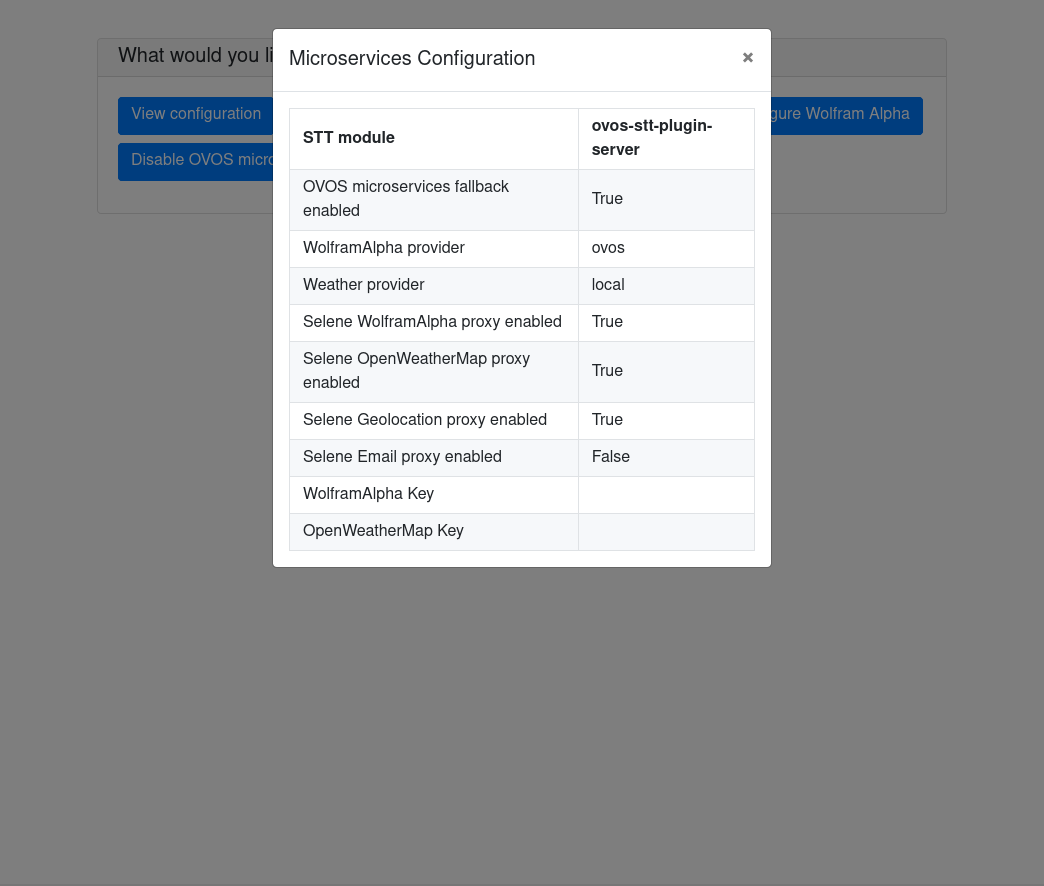 Microservices Configuration
×
What would you li
View configuration
gure Wolfram Alpha
Disable OVOS micro
STT module
ovos-stt-plugin-
server
OVOS microservices fallback
enabled
True
WolframAlpha provider
ovos
Weather provider
local
Selene WolframAlpha proxy enabled
True
Selene OpenWeatherMap proxy
enabled
True
Selene Geolocation proxy enabled
True
Selene Email proxy enabled
False
WolframAlpha Key
OpenWeatherMap Key